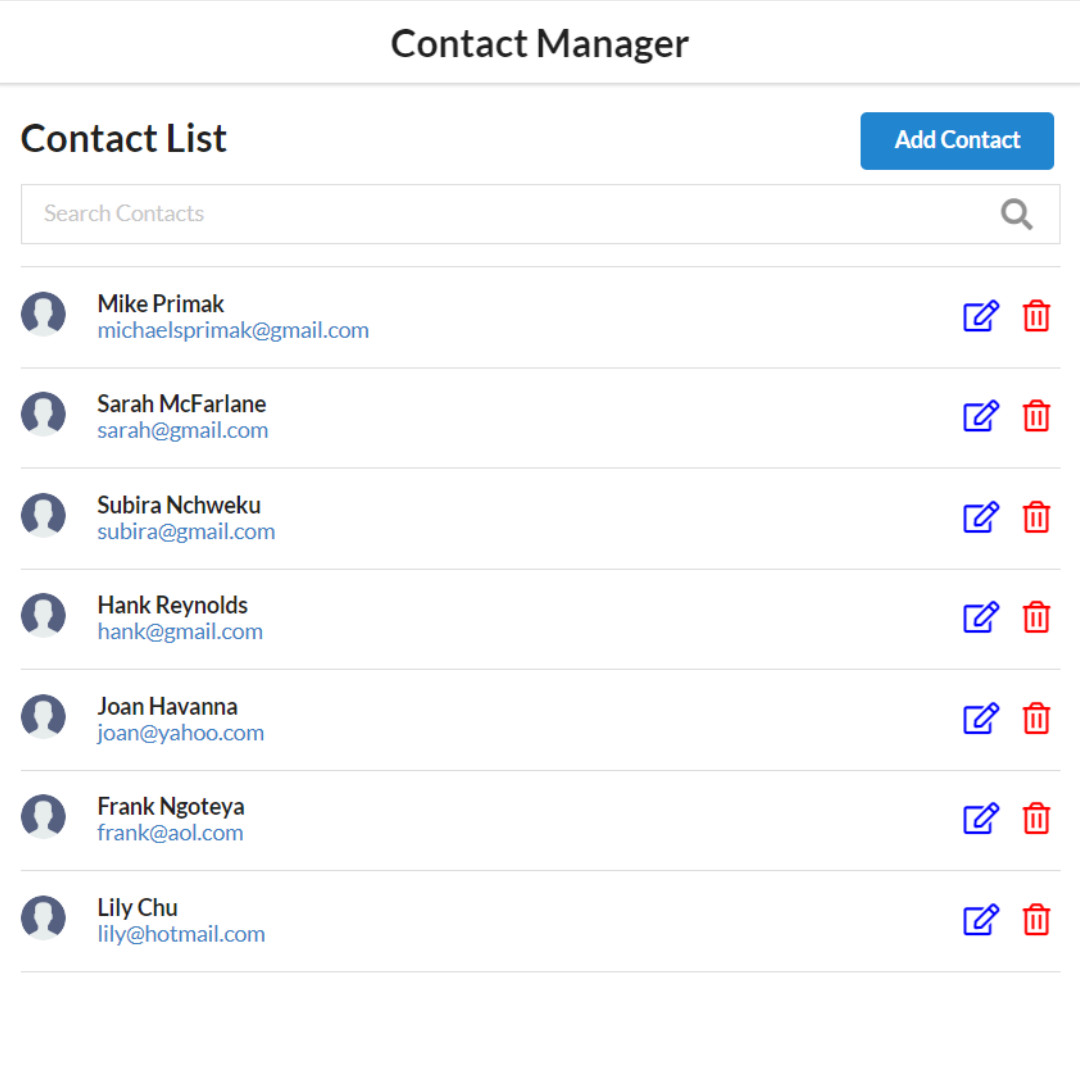 Contact Manager
Contact List
Add Contact
Search Contacts
Mike Primak
michaelsprimak@gmail.com
Sarah McFarlane
sarah@gmail.com
Subira Nchweku
subira@gmail.com
Hank Reynolds
hank@gmail.com
Joan Havanna
joan@yahoo.com
Frank Ngoteya
frank@aol.com
Lily Chu
lily@hotmail.com